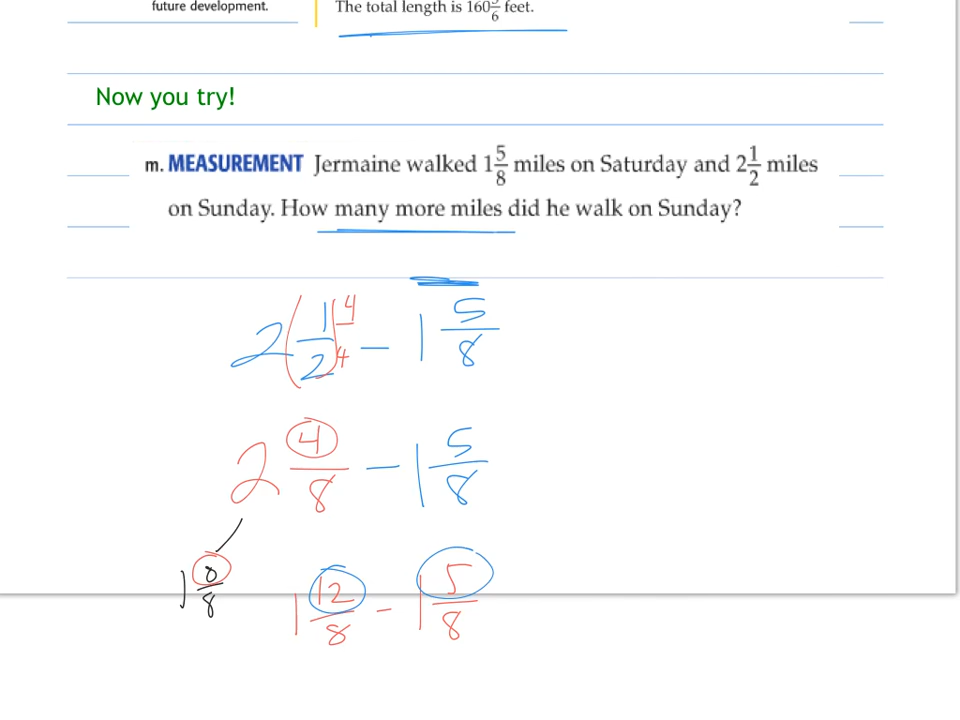 future development.
The total length is 160 5/6 feet.
Now you try!
m. MEASUREMENT Jermaine walked 1 5/8 miles on Saturday and 2 1/2 miles
on Sunday. How many more miles did he walk on Sunday?
2 (1/2) 4/4 - 1 5/8
2 4/8 - 1 5/8
1 8/8
1 12/8 - 1 5/8